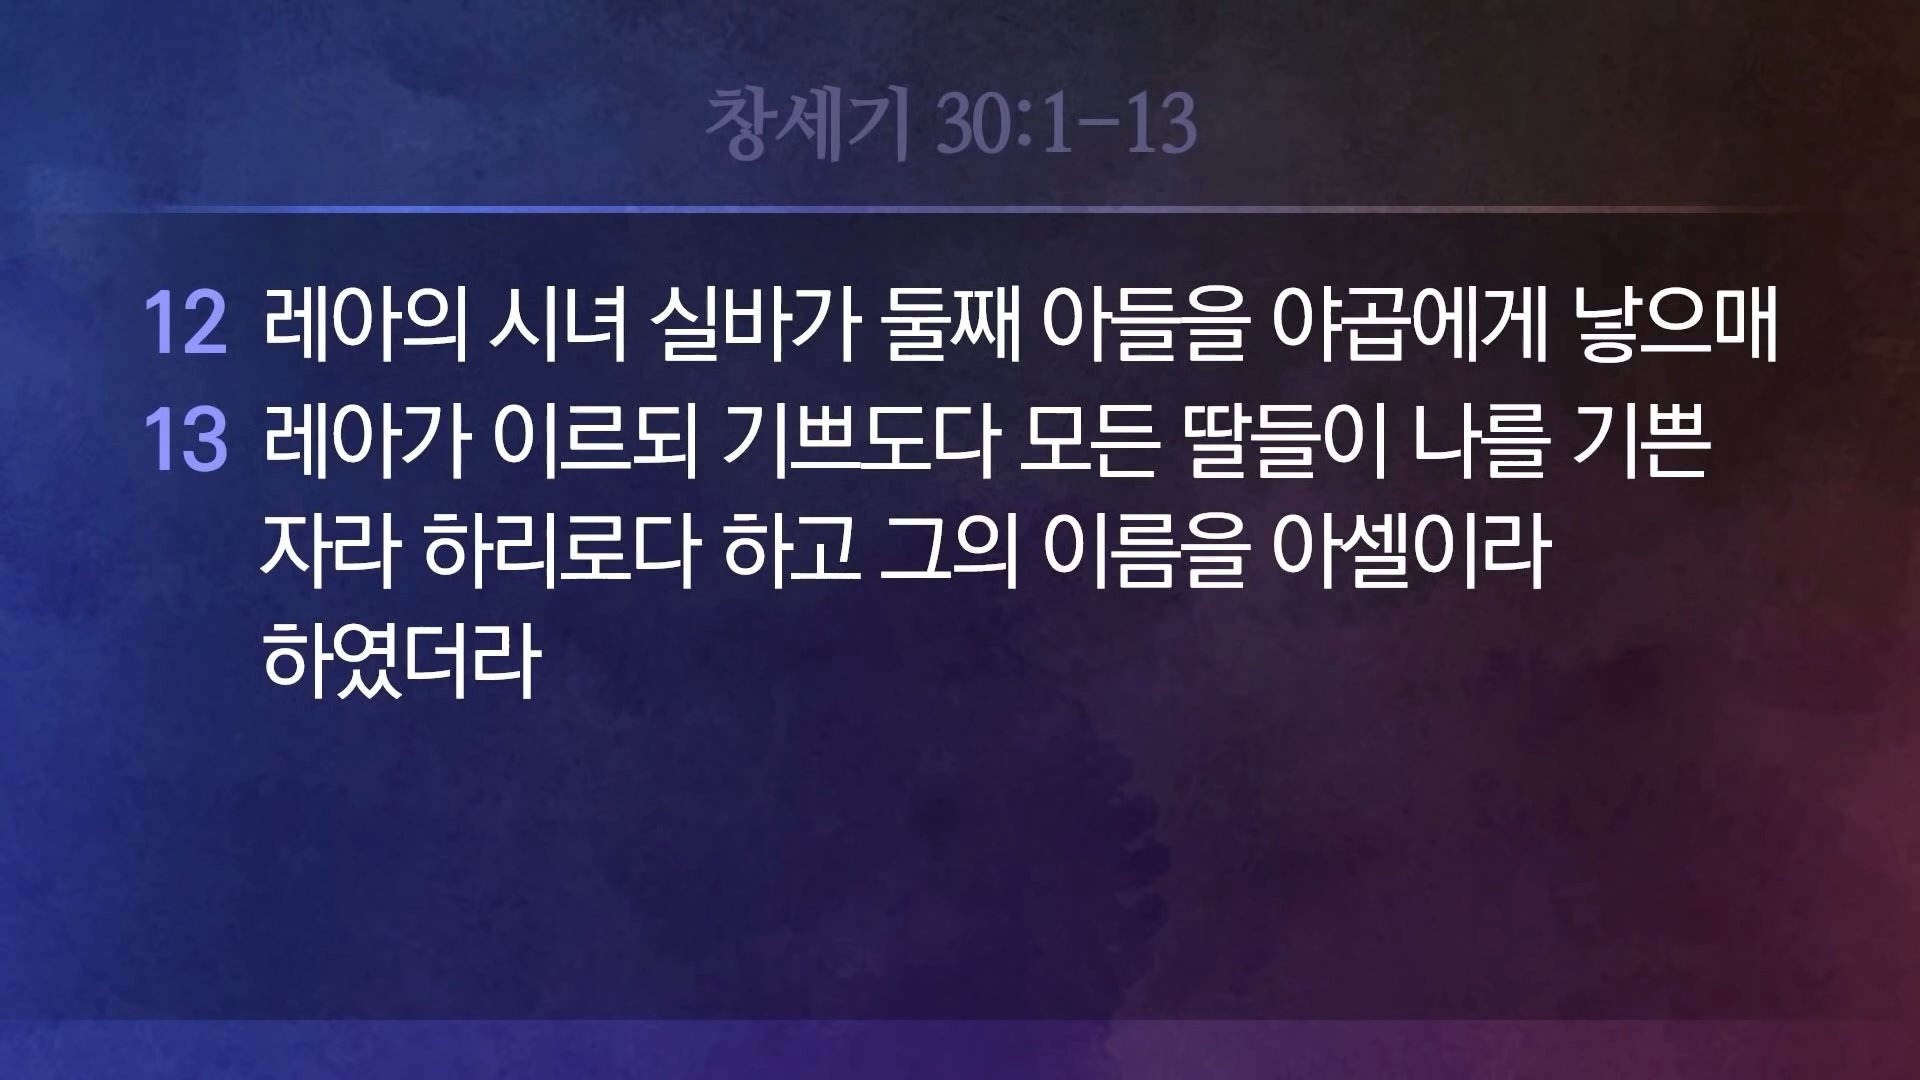 창세기 30:1-13
12 레아의 시녀 실바가 둘째 아들을 야곱에게 낳으매
13 레아가 이르되 기쁘도다 모든 딸들이 나를 기쁜
자라 하리로다 하고 그의 이름을 아셀이라
하였더라